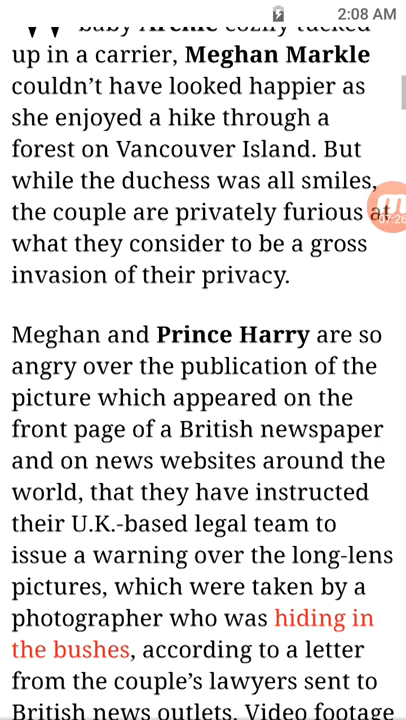 2:08 AM
baby Archie cozily tucked
up in a carrier, Meghan Markle
couldn’t have looked happier as
she enjoyed a hike through a
forest on Vancouver Island. But
while the duchess was all smiles,
the couple are privately furious at
07:26
what they consider to be a gross
invasion of their privacy.
Meghan and Prince Harry are so
angry over the publication of the
picture which appeared on the
front page of a British newspaper
and on news websites around the
world, that they have instructed
their U.K.-based legal team to
issue a warning over the long-lens
pictures, which were taken by a
photographer who was hiding in
the bushes, according to a letter
from the couple’s lawyers sent to
British news outlets. Video footage